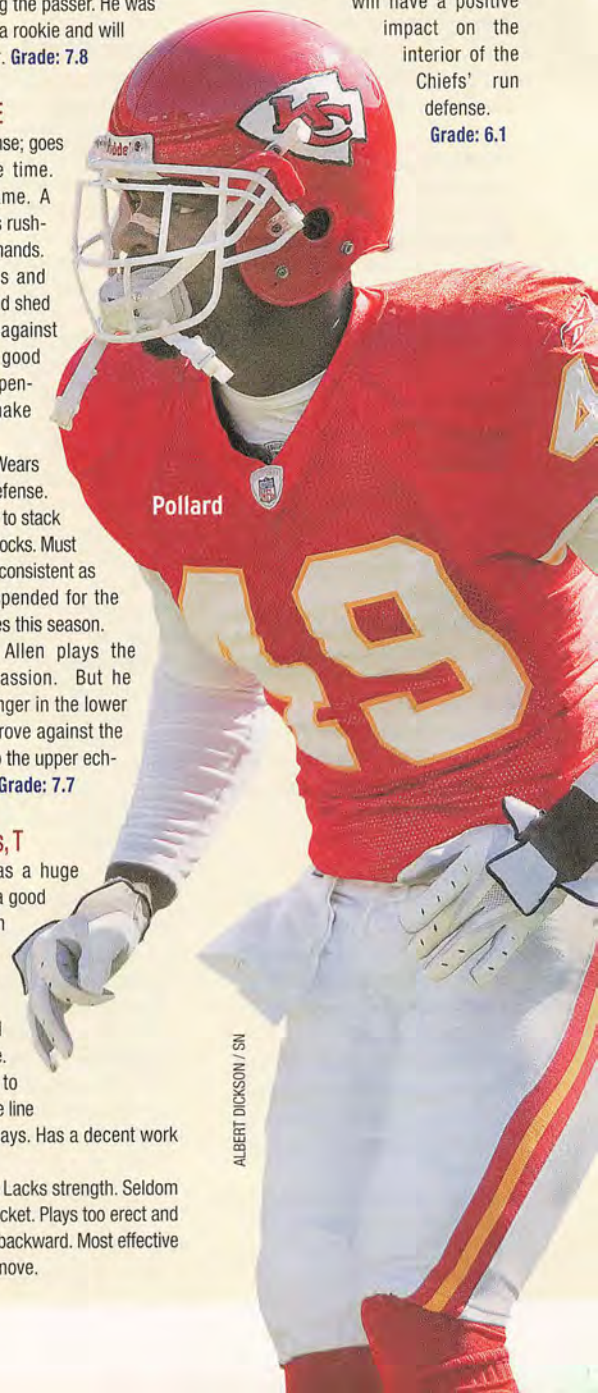 g the passer. He was
a rookie and will
. Grade: 7.8
E
nse; goes
e time.
me. A
s rush-
hands.
s and
d shed
against
good
pen-
ake
Wears
efense.
to stack
ocks. Must
consistent as
spended for the
es this season.
Allen plays the
assion. But he
nger in the lower
rove against the
o the upper ech-
Grade: 7.7
s, T
as a huge
a good
n
l
e.
to
e line
ays. Has a decent work
Lacks strength. Seldom
cket. Plays too erect and
backward. Most effective
move.
will have a positive
impact on the
interior of the
Chiefs' run
defense.
Grade: 6.1
KC
Pollard
4
49
ALBERT DICKSON / SN